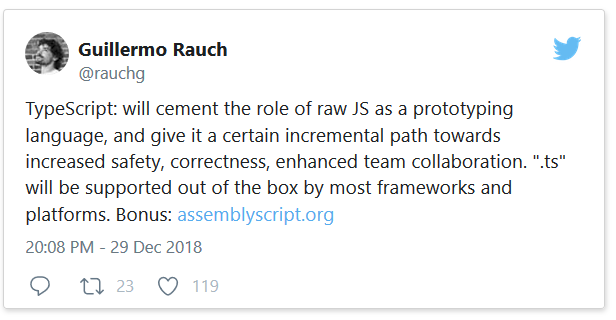 Guillermo Rauch
@rauchg
TypeScript: will cement the role of raw JS as a prototyping
language, and give it a certain incremental path towards
increased safety, correctness, enhanced team collaboration. ".ts"
will be supported out of the box by most frameworks and
platforms. Bonus: assemblyscript.org
20:08 PM - 29 Dec 2018
23 119